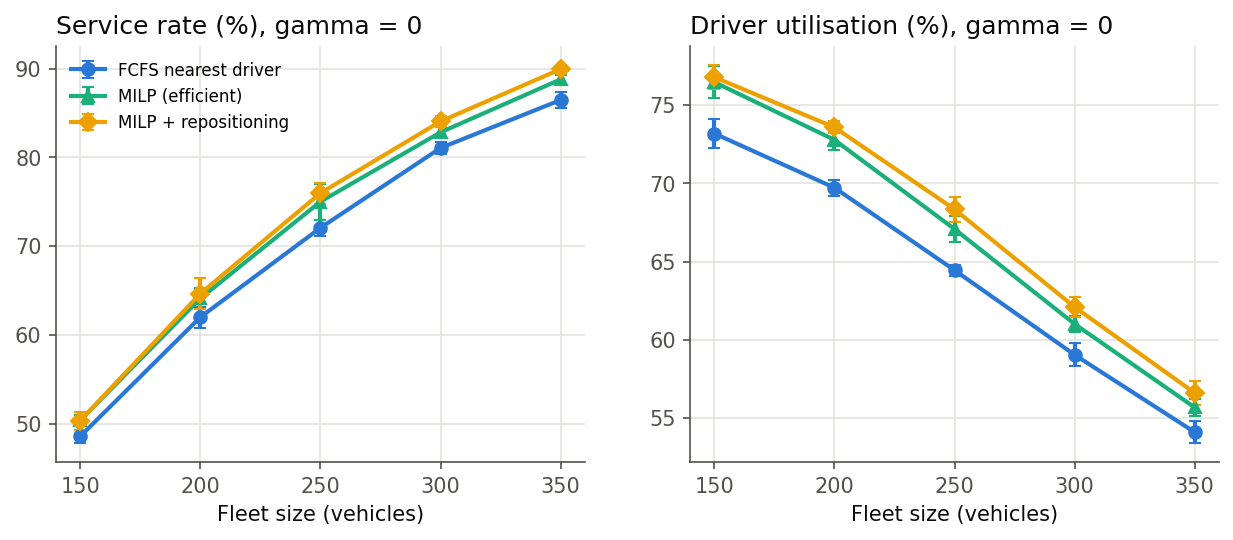 Service rate (%), gamma = 0
90
80
70
60
50
FCFS nearest driver
MILP (efficient)
MILP + repositioning
150 200 250 300 350
Fleet size (vehicles)
Driver utilisation (%), gamma = 0
75
70
65
60
55
150 200 250 300 350
Fleet size (vehicles)